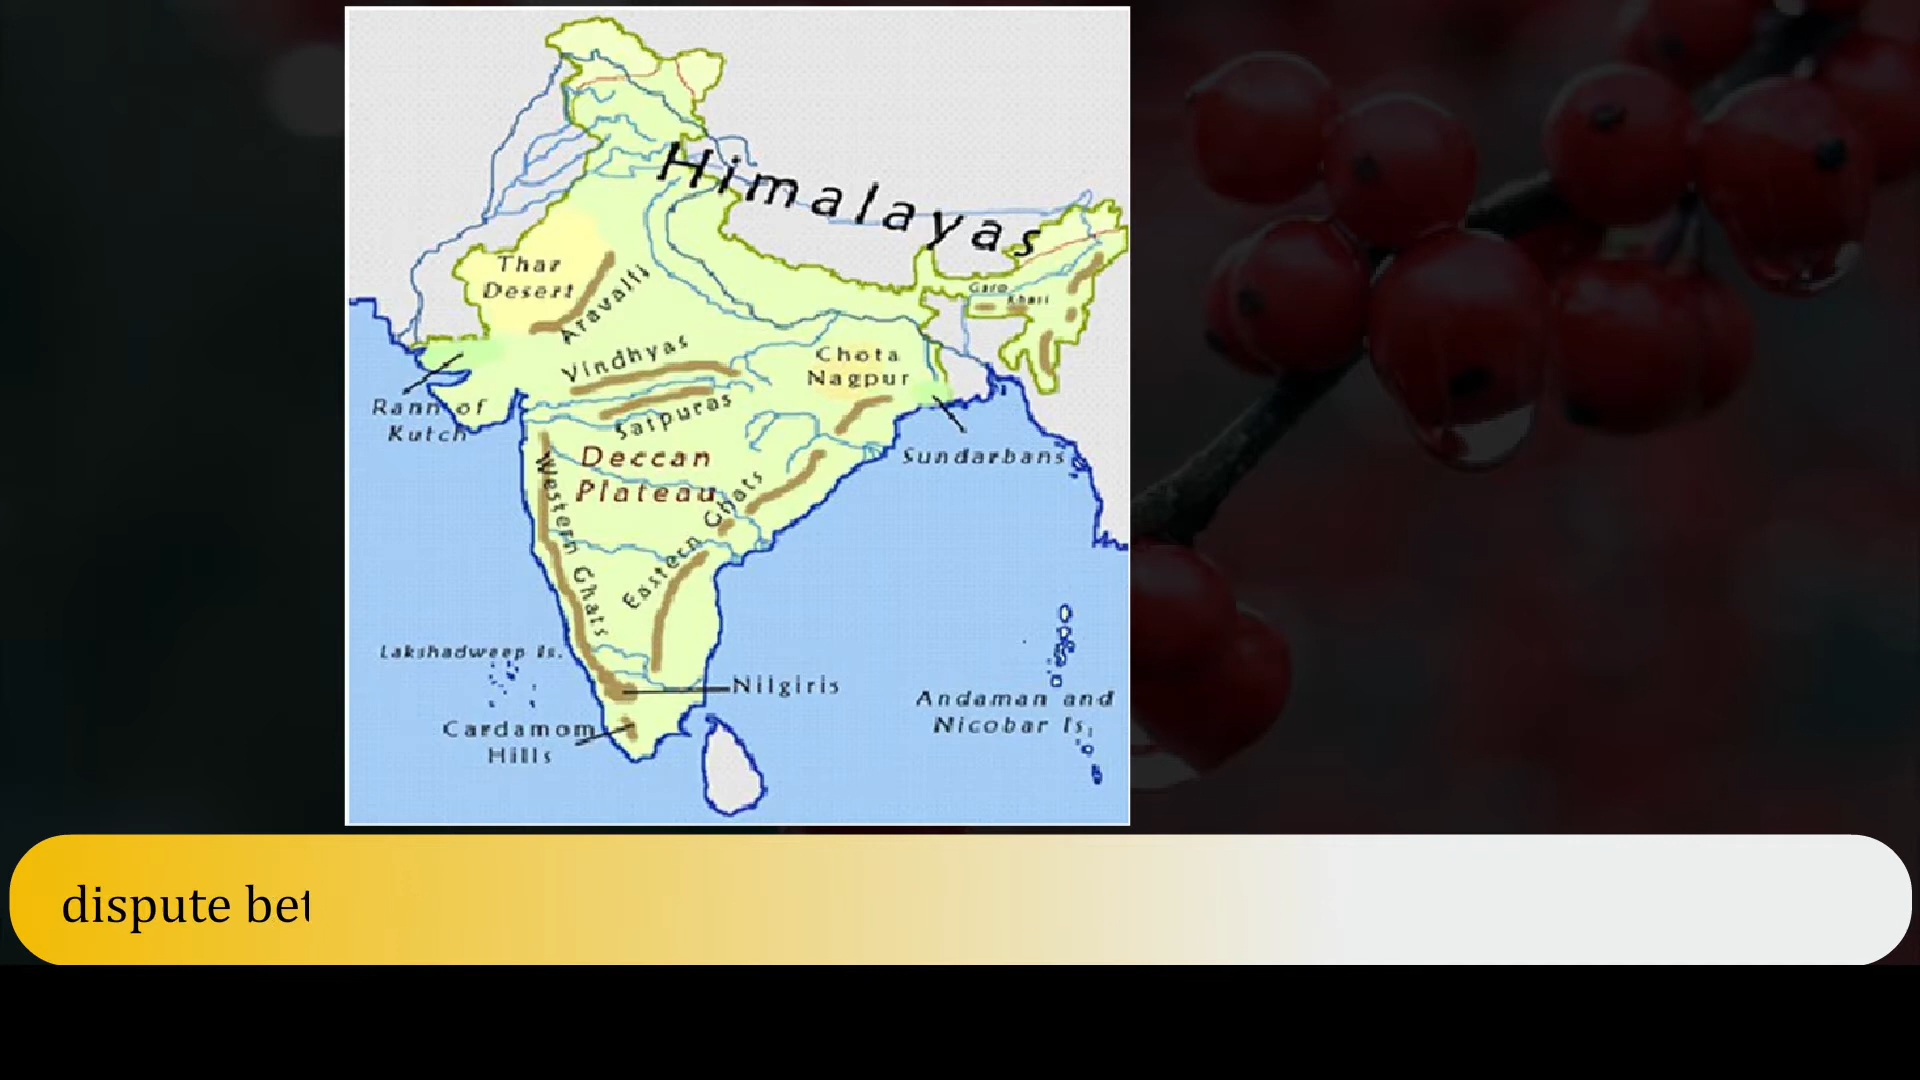 Himalayas
Thar
Desert
Aravalli
Garo
Khasi
Vindhyas
Chota
Nagpur
Rann of
Kutch
Satpuras
Sundarbans
Deccan
Plateau
Western Ghats
Eastern Ghats
Lakshadweep Is.
Nilgiris
Andaman and
Nicobar Is.
Cardamom
Hills
dispute bet